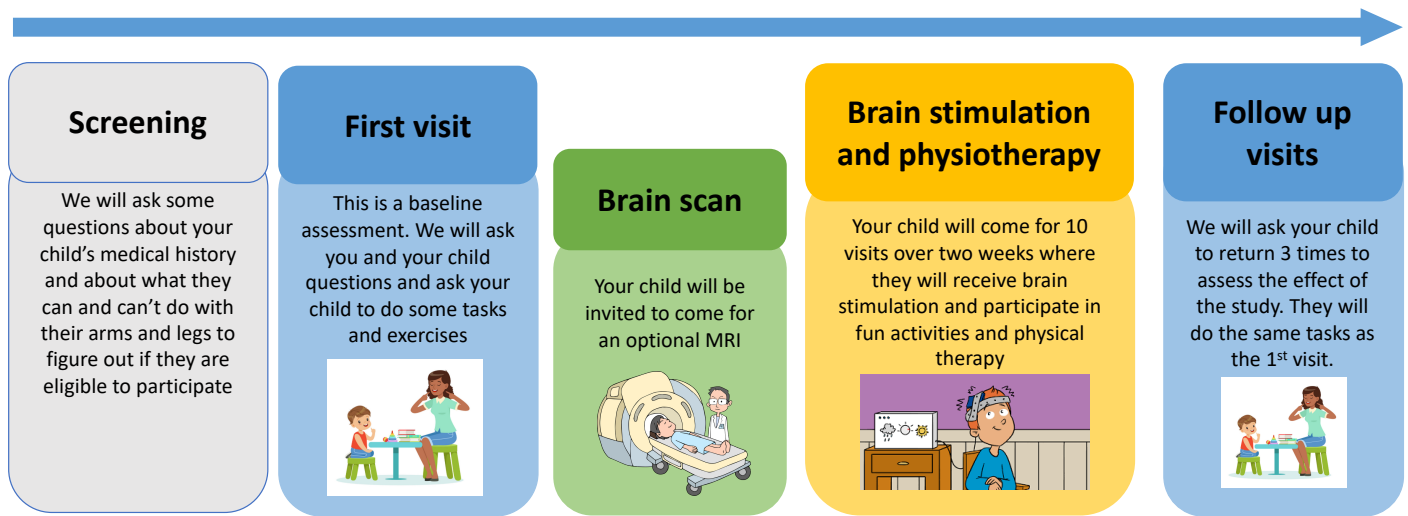 Screening
We will ask some
questions about your
child's medical history
and about what they
can and can't do with
their arms and legs to
figure out if they are
eligible to participate
First visit
This is a baseline
assessment. We will ask
you and your child
questions and ask your
child to do some tasks
and exercises
Brain scan
Your child will be
invited to come for
an optional MRI
Brain stimulation
and physiotherapy
Your child will come for 10
visits over two weeks where
they will receive brain
stimulation and participate in
fun activities and physical
therapy
Follow up
visits
We will ask your child
to return 3 times to
assess the effect of
the study. They will
do the same tasks as
the 1st visit.